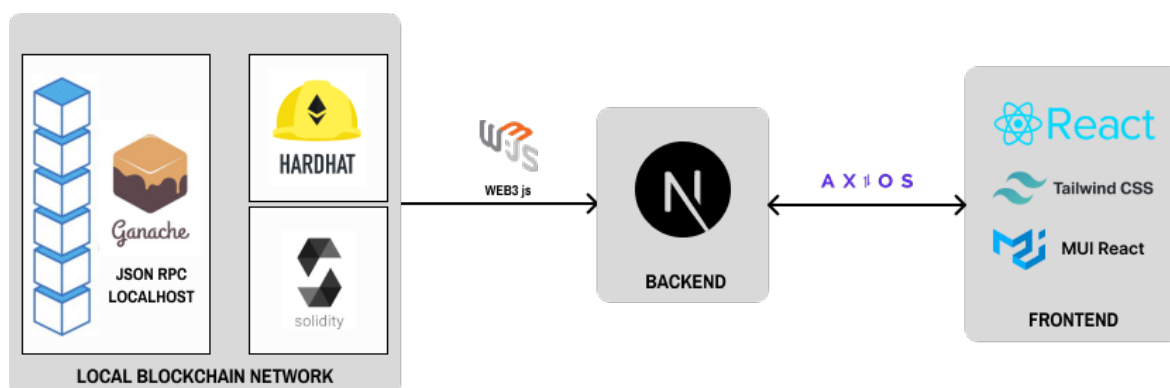 Ganache
JSON RPC
LOCALHOST
HARDHAT
solidity
LOCAL BLOCKCHAIN NETWORK
W3JS
WEB3 js
N
BACKEND
AXIOS
React
Tailwind CSS
MUI React
FRONTEND